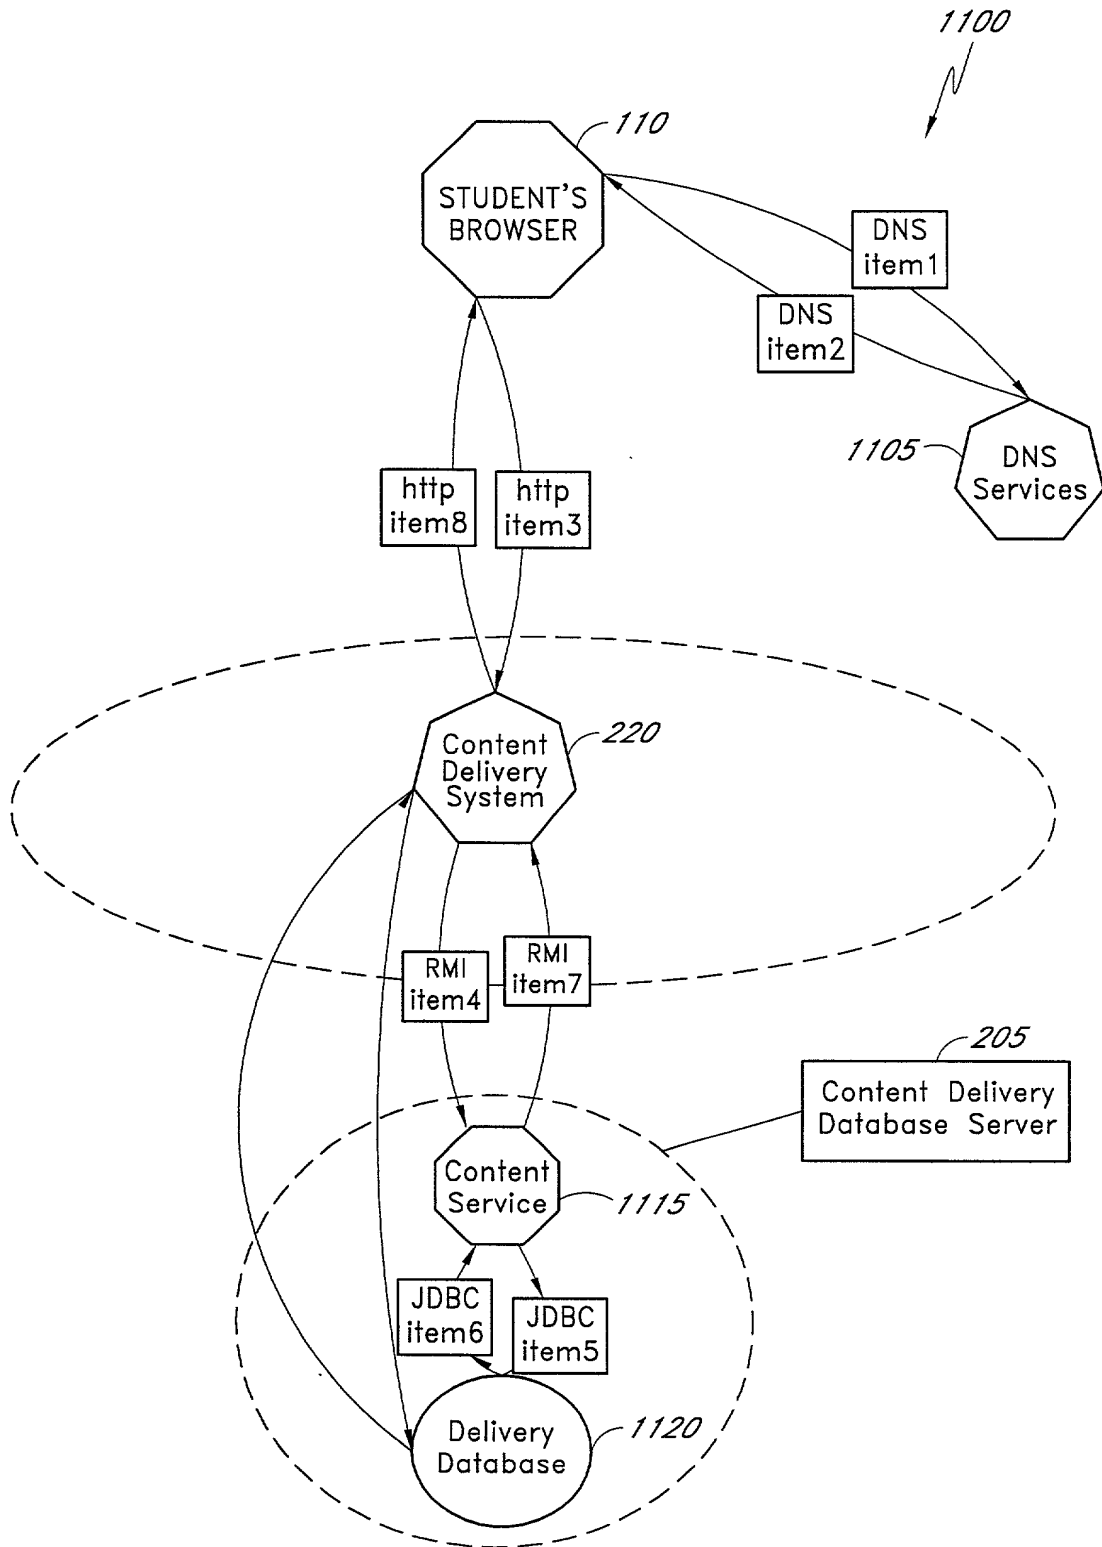 1100
110
STUDENT'S
BROWSER
DNS
item1
DNS
item2
1105
DNS
Services
http
item8
http
item3
Content
Delivery
System
220
RMI
item4
RMI
item7
205
Content Delivery
Database Server
Content
Service
1115
JDBC
item6
JDBC
item5
Delivery
Database
1120